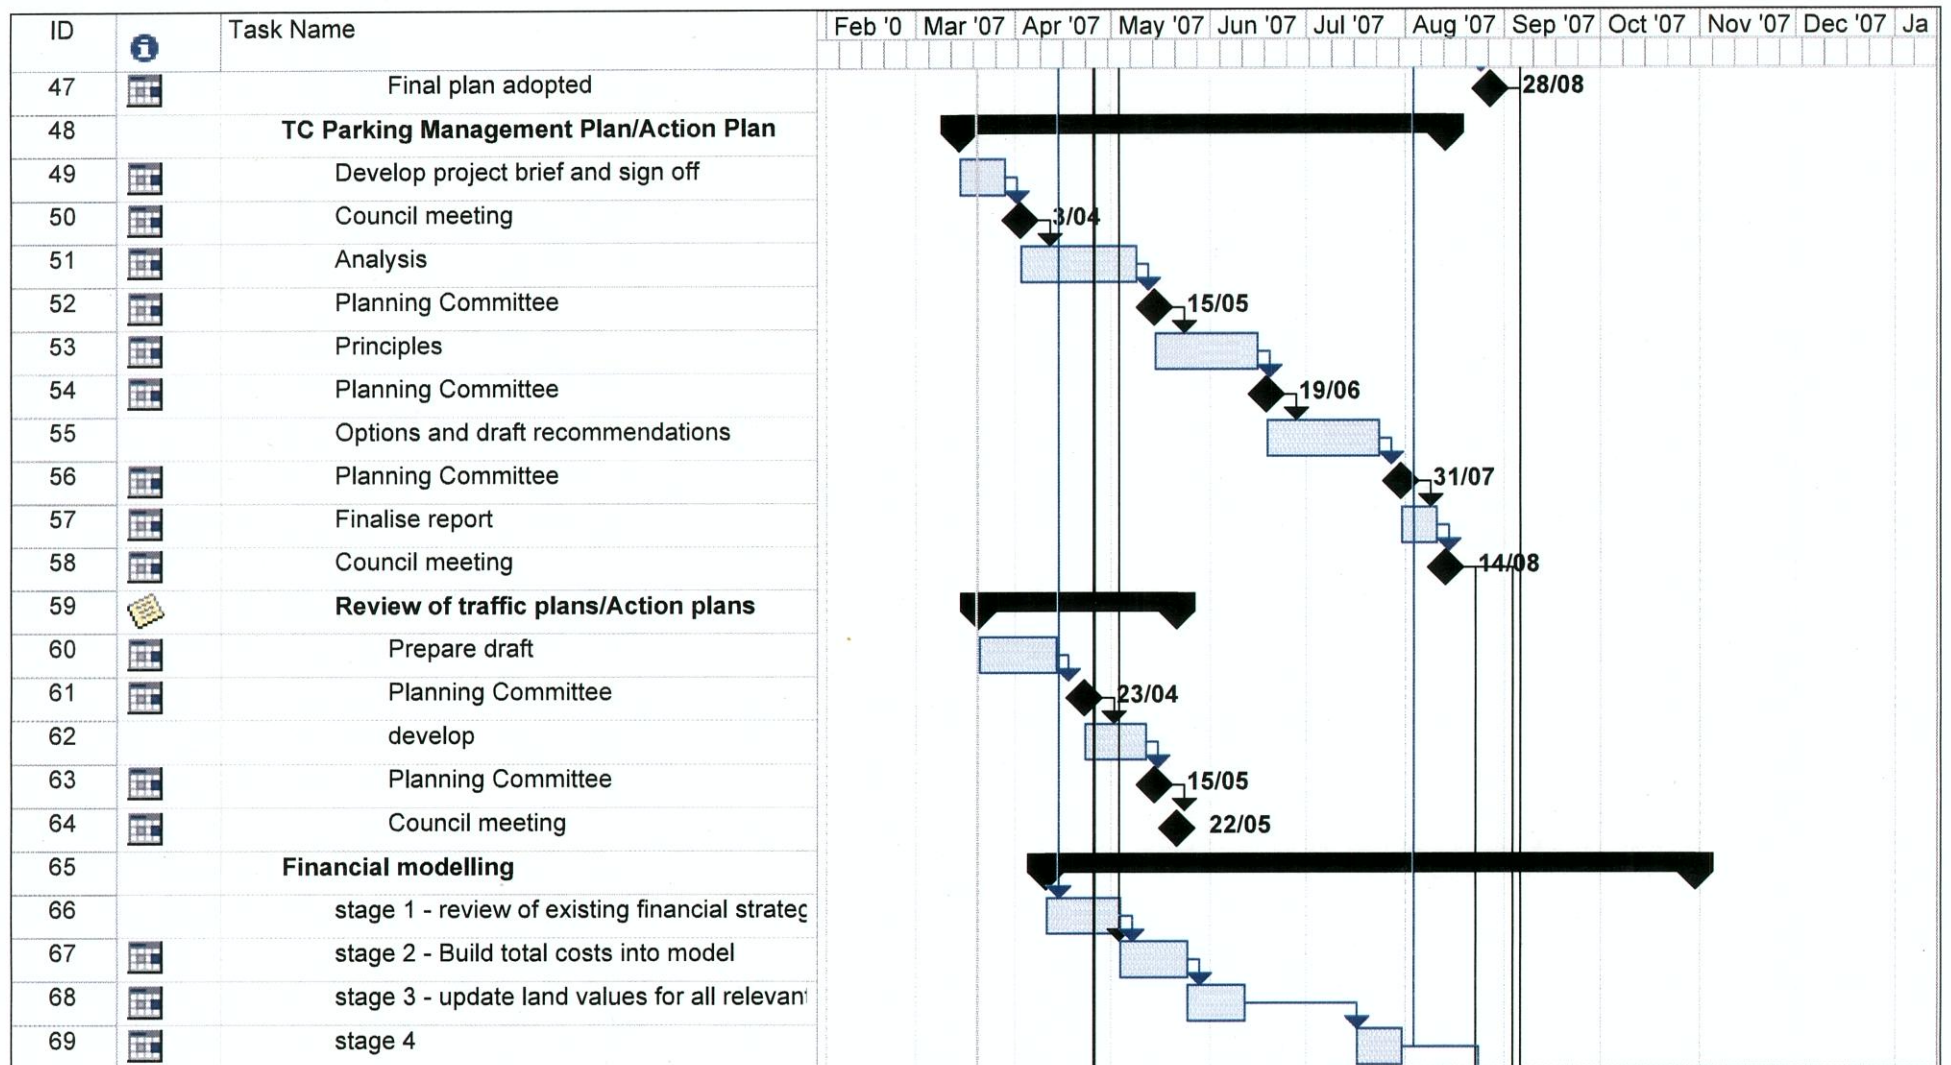 ID Task Name Feb '0 Mar '07 Apr '07 May '07 Jun '07 Jul '07 Aug '07 Sep '07 Oct '07 Nov '07 Dec '07 Ja
47 Final plan adopted 28/08
48 TC Parking Management Plan/Action Plan
49 Develop project brief and sign off
50 Council meeting 3/04
51 Analysis
52 Planning Committee 15/05
53 Principles
54 Planning Committee 19/06
55 Options and draft recommendations
56 Planning Committee 31/07
57 Finalise report
58 Council meeting 14/08
59 Review of traffic plans/Action plans
60 Prepare draft
61 Planning Committee 23/04
62 develop
63 Planning Committee 15/05
64 Council meeting 22/05
65 Financial modelling
66 stage 1 - review of existing financial strateg
67 stage 2 - Build total costs into model
68 stage 3 - update land values for all relevant
69 stage 4